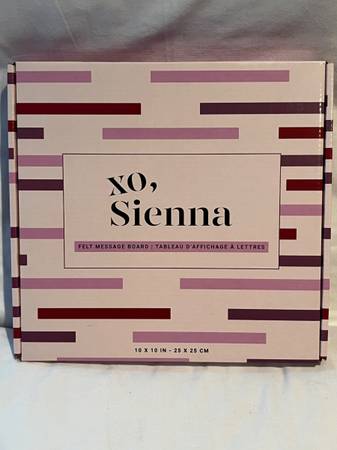 xo,
Sienna
FELT MESSAGE BOARD | TABLEAU D'AFFICHAGE À LETTRES
10 X 10 IN - 25 X 25 CM